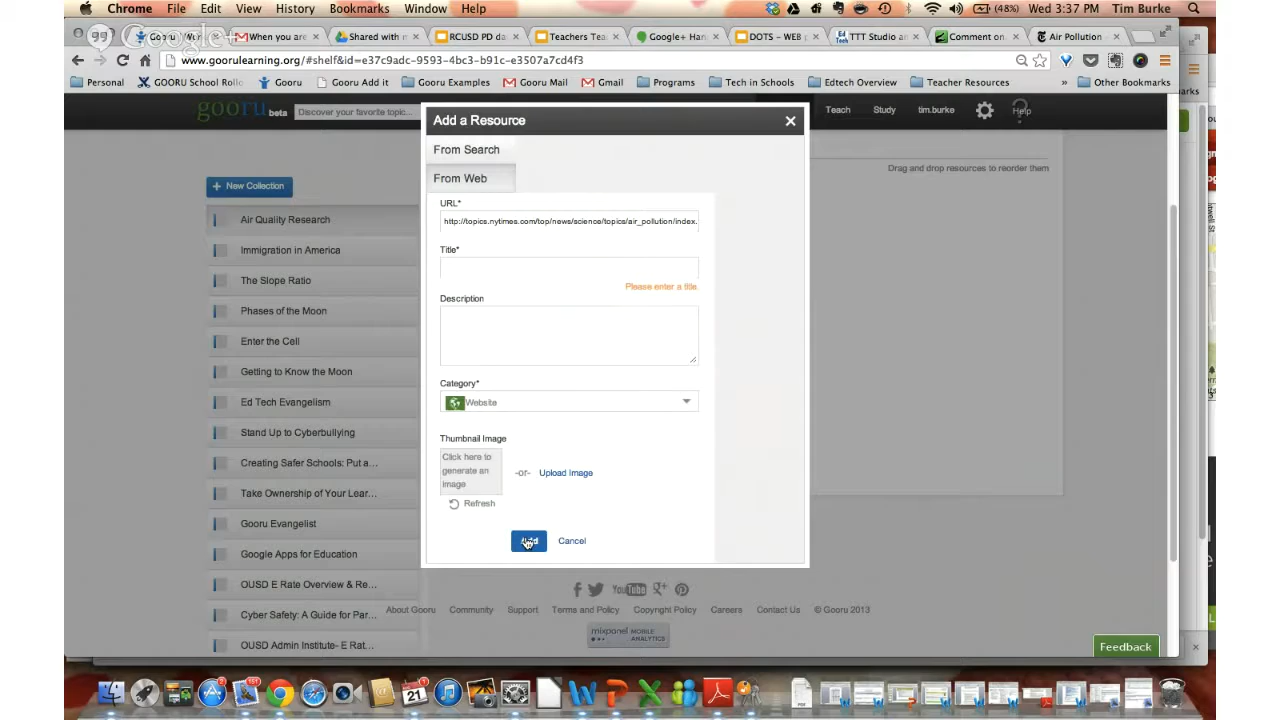 Chrome File Edit View History Bookmarks Window Help (48%) Wed 3:37 PM Tim Burke
Google+
When you are Shared with m RCUSD PD da Teachers Tea Google+ Han DOTS – WEB TTT Studio an Comment on Air Pollution
www.goorulearning.org/#shelf&id=e37c9adc-9593-4bc3-b91c-e3507a7cd4f3
Personal GOORU School Rollo Gooru Gooru Add it Gooru Examples Gooru Mail Gmail Programs Tech in Schools Edtech Overview Teacher Resources » Other Bookmarks
gooru beta Discover your favorite topic... Teach Study tim.burke Help
Add a Resource
From Search
From Web
Drag and drop resources to reorder them
+ New Collection
URL*
http://topics.nytimes.com/top/news/science/topics/air_pollution/index.
Title*
Please enter a title.
Description
Category*
Website
Thumbnail Image
Click here to
generate an
image
-or- Upload Image
Refresh
Add Cancel
Air Quality Research
Immigration in America
The Slope Ratio
Phases of the Moon
Enter the Cell
Getting to Know the Moon
Ed Tech Evangelism
Stand Up to Cyberbullying
Creating Safer Schools: Put a...
Take Ownership of Your Lear...
Gooru Evangelist
Google Apps for Education
OUSD E Rate Overview & Re...
Cyber Safety: A Guide for Par...
OUSD Admin Institute- E Rat...
YouTube
About Gooru Community Support Terms and Policy Copyright Policy Careers Contact Us © Gooru 2013
mixpanel MOBILE
ANALYTICS
Feedback
21